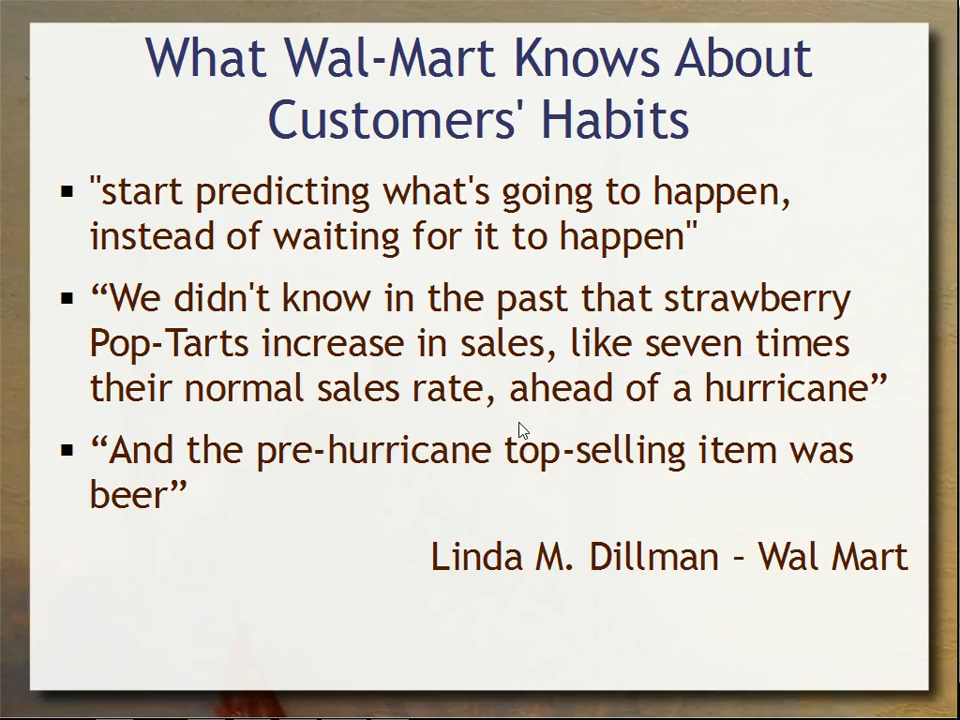 What Wal-Mart Knows About
Customers' Habits
▪ "start predicting what's going to happen,
instead of waiting for it to happen"
▪ “We didn't know in the past that strawberry
Pop-Tarts increase in sales, like seven times
their normal sales rate, ahead of a hurricane”
▪ “And the pre-hurricane top-selling item was
beer”
Linda M. Dillman – Wal Mart